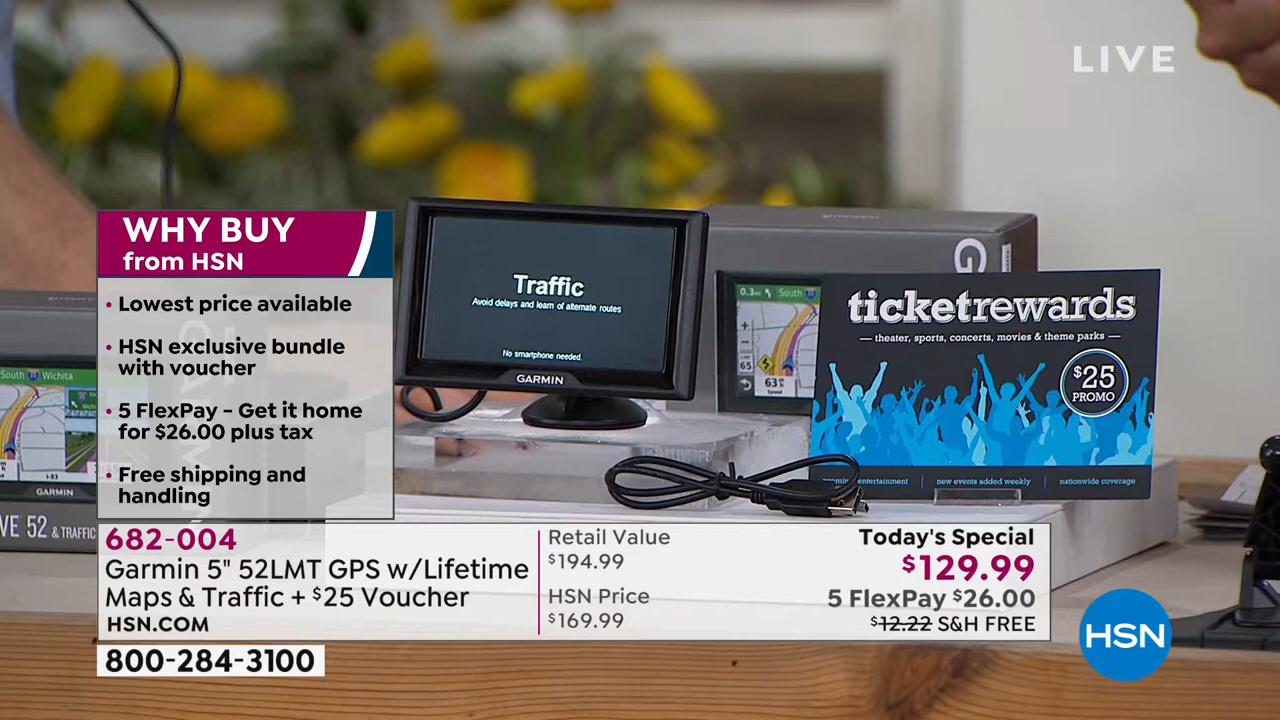 LIVE
WHY BUY
from HSN
• Lowest price available
• HSN exclusive bundle
with voucher
• 5 FlexPay – Get it home
for $26.00 plus tax
• Free shipping and
handling
Traffic
Avoid delays and learn of alternate routes
No smartphone needed.
GARMIN
G
0.3 South
65
63
Speed
ticketrewards
— theater, sports, concerts, movies & theme parks —
$25
PROMO
entertainment | new events added weekly | nationwide coverage
South Wichita
I-83
GARMIN
VE 52 & TRAFFIC
682-004
Garmin 5" 52LMT GPS w/Lifetime
Maps & Traffic + $25 Voucher
HSN.COM
Retail Value
$194.99
HSN Price
$169.99
Today's Special
$129.99
5 FlexPay $26.00
$12.22 S&H FREE
800-284-3100
HSN